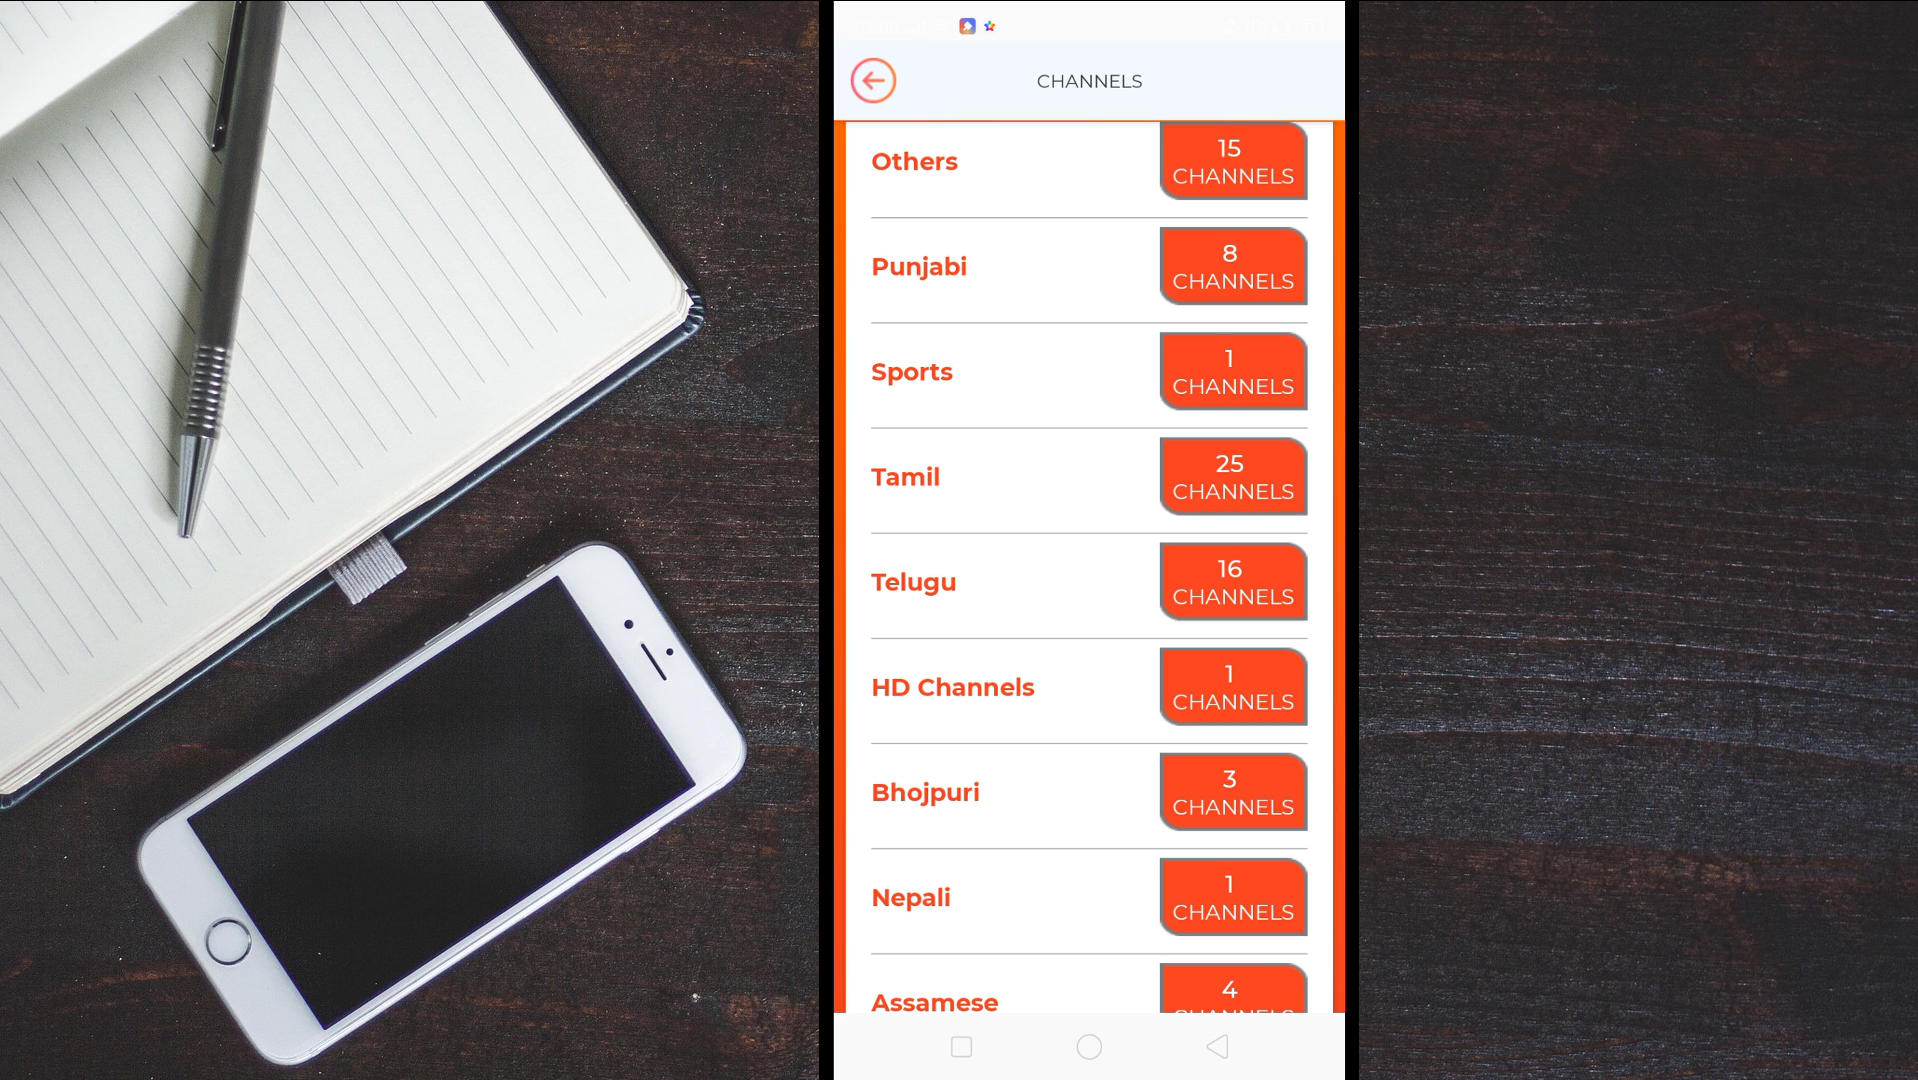 CHANNELS
Others
15
CHANNELS
Punjabi
8
CHANNELS
Sports
1
CHANNELS
Tamil
25
CHANNELS
Telugu
16
CHANNELS
HD Channels
1
CHANNELS
Bhojpuri
3
CHANNELS
Nepali
1
CHANNELS
Assamese
4
CHANNELS